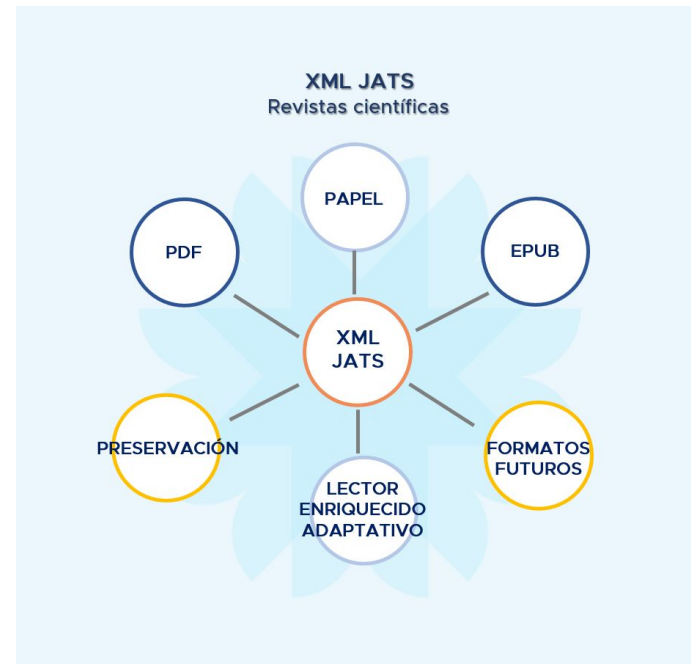 XML JATS
Revistas científicas
PAPEL
PDF
EPUB
XML
JATS
PRESERVACIÓN
FORMATOS
FUTUROS
LECTOR
ENRIQUECIDO
ADAPTATIVO